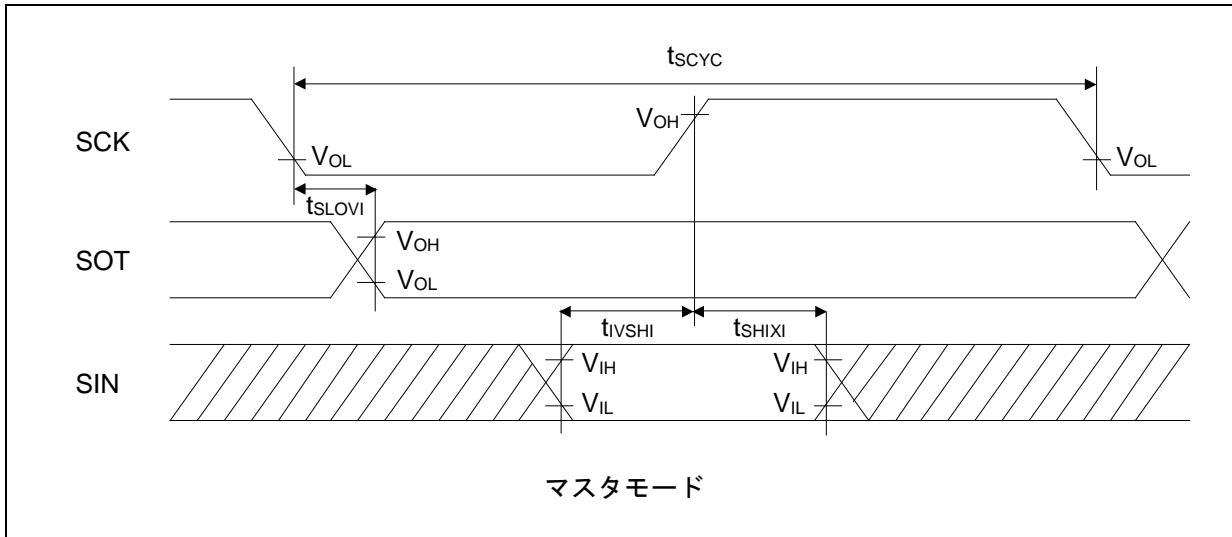 tSCYC
SCK
VOH
VOL
VOL
tSLOVI
SOT
VOH
VOL
tIVSHI
tSHIXI
SIN
VIH
VIH
VIL
VIL
マスタモード